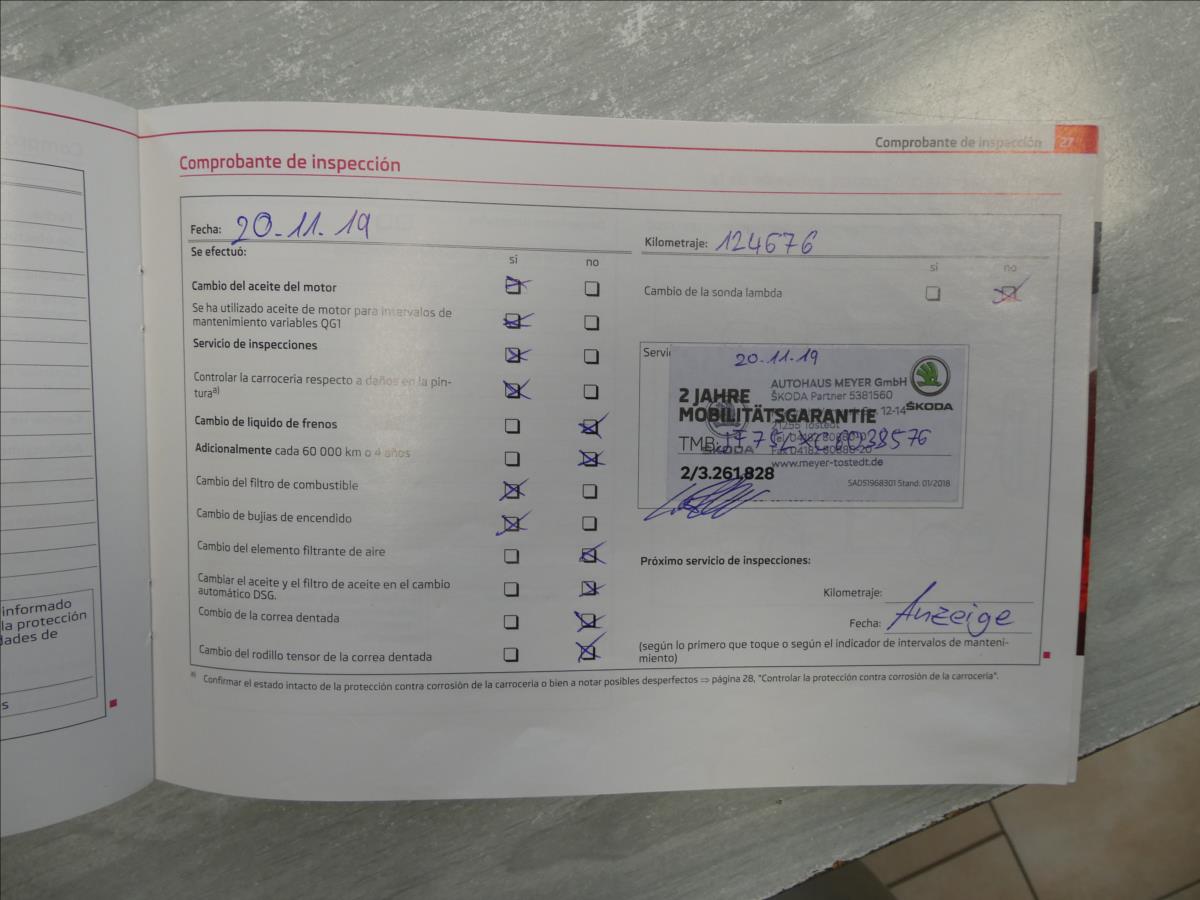 Comprobante de inspección 27
Comprobante de inspección
Fecha: 20.11.19
Se efectuó:
si no
Cambio del aceite del motor
Se ha utilizado aceite de motor para intervalos de
mantenimiento variables QG1
Servicio de inspecciones
Controlar la carrocería respecto a daños en la pin-
tura a)
Cambio de líquido de frenos
Adicionalmente cada 60 000 km o 4 años
Cambio del filtro de combustible
Cambio de bujías de encendido
Cambio del elemento filtrante de aire
Cambiar el aceite y el filtro de aceite en el cambio
automático DSG.
Combio de la correa dentada
Cambio del rodillo tensor de la correa dentada
Kilometraje: 124676
si no
Cambio de la sonda lambda
Servi
20.11.19
2 JAHRE
MOBILITÄTSGARANTIE
AUTOHAUS MEYER GmbH
ŠKODA Partner 5381560
12-14
ŠKODA
21255 Tostedt
TMB:
ŠKODA
www.meyer-tostedt.de
2/3.261.828
SAD51968301 Stand: 01/2018
Próximo servicio de inspecciones:
Kilometraje:
Fecha: Anzeige
(según lo primero que toque o según el indicador de intervalos de manteni-
miento)
a) Confirmar el estado intacto de la protección contra corrosión de la carrocería o bien a notar posibles desperfectos ⇒ página 28, "Controlar la protección contra corrosión de la carrocería".
informado
la protección
dades de
s